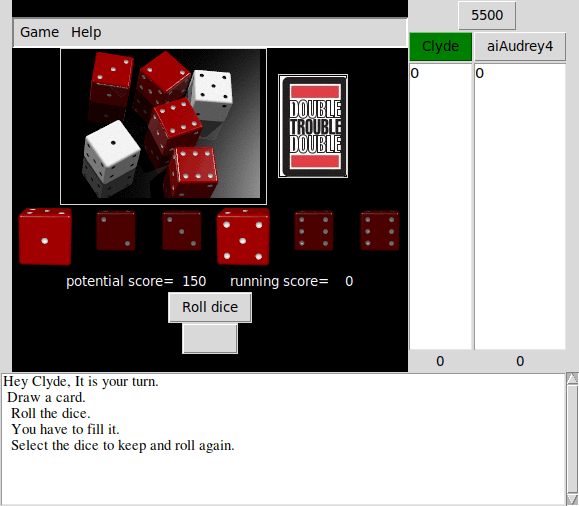 5500
Game Help
Clyde aiAudrey4
0 0
DOUBLE
TROUBLE
DOUBLE
potential score= 150 running score= 0
Roll dice
0 0
Hey Clyde, It is your turn.
Draw a card.
Roll the dice.
You have to fill it.
Select the dice to keep and roll again.